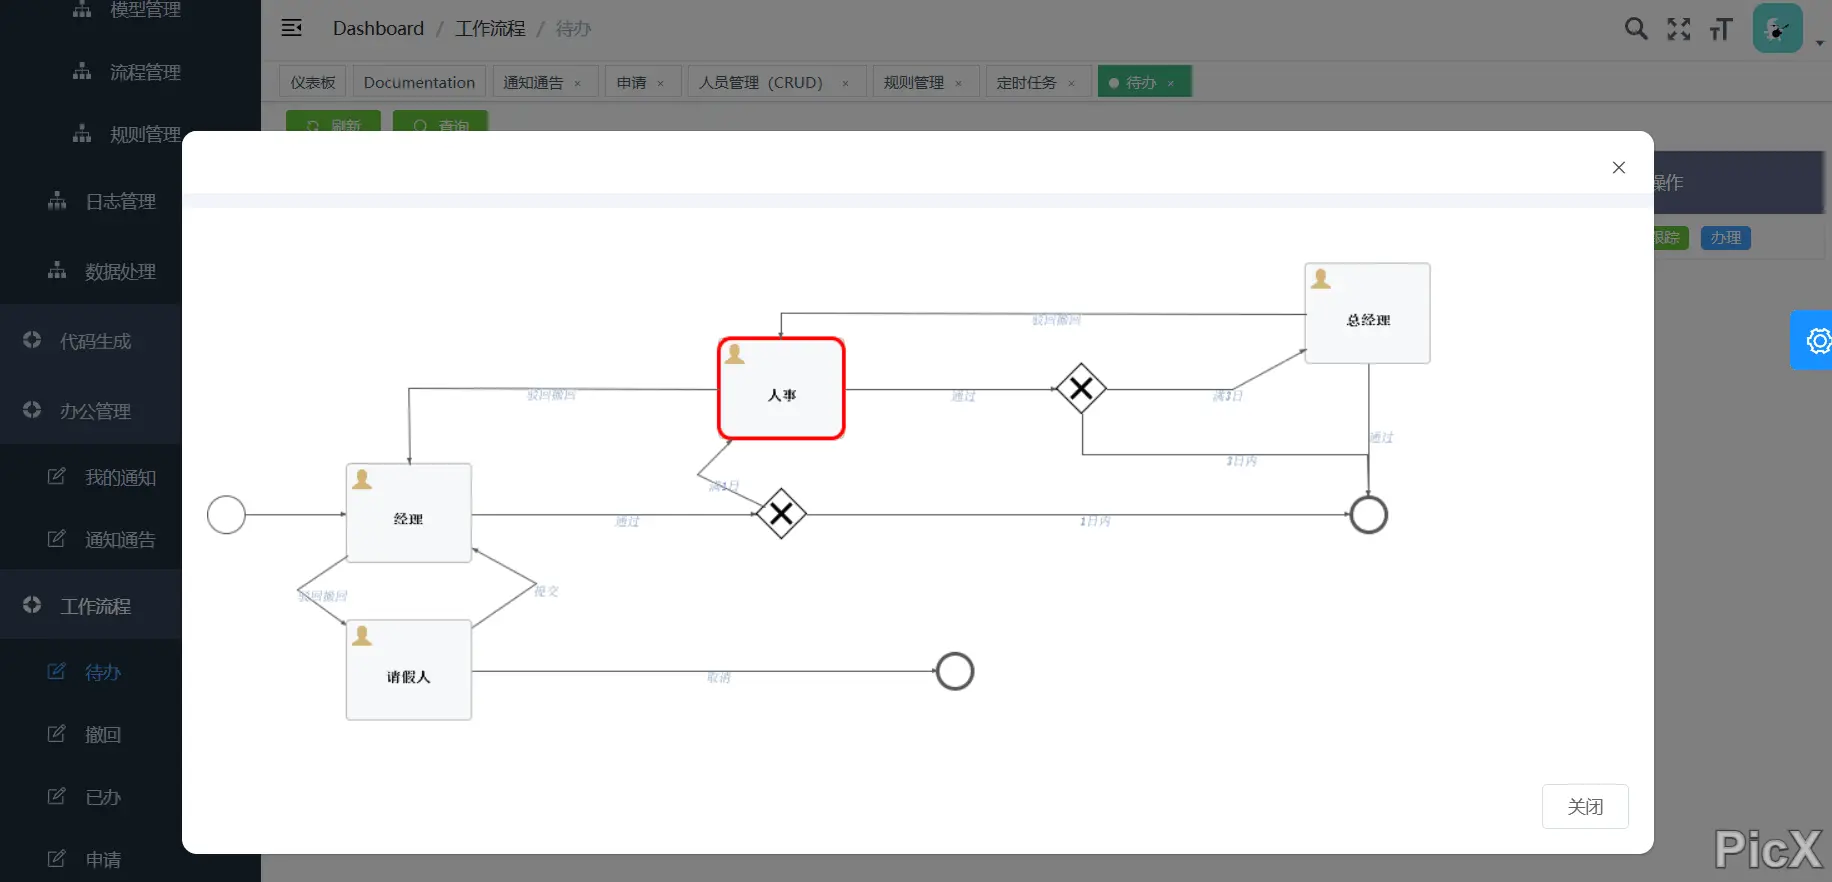 模型管理
流程管理
规则管理
日志管理
数据处理
代码生成
办公管理
我的通知
通知通告
工作流程
待办
撤回
已办
申请
Dashboard / 工作流程 / 待办
仪表板 Documentation 通知通告 × 申请 × 人员管理（CRUD） × 规则管理 × 定时任务 × 待办 ×
刷新 查询
操作
跟踪 办理
总经理
驳回撤回
人事
驳回撤回
通过
满3日
通过
3日内
满1日
经理
通过
1日内
驳回撤回
提交
请假人
取消
关闭
PicX